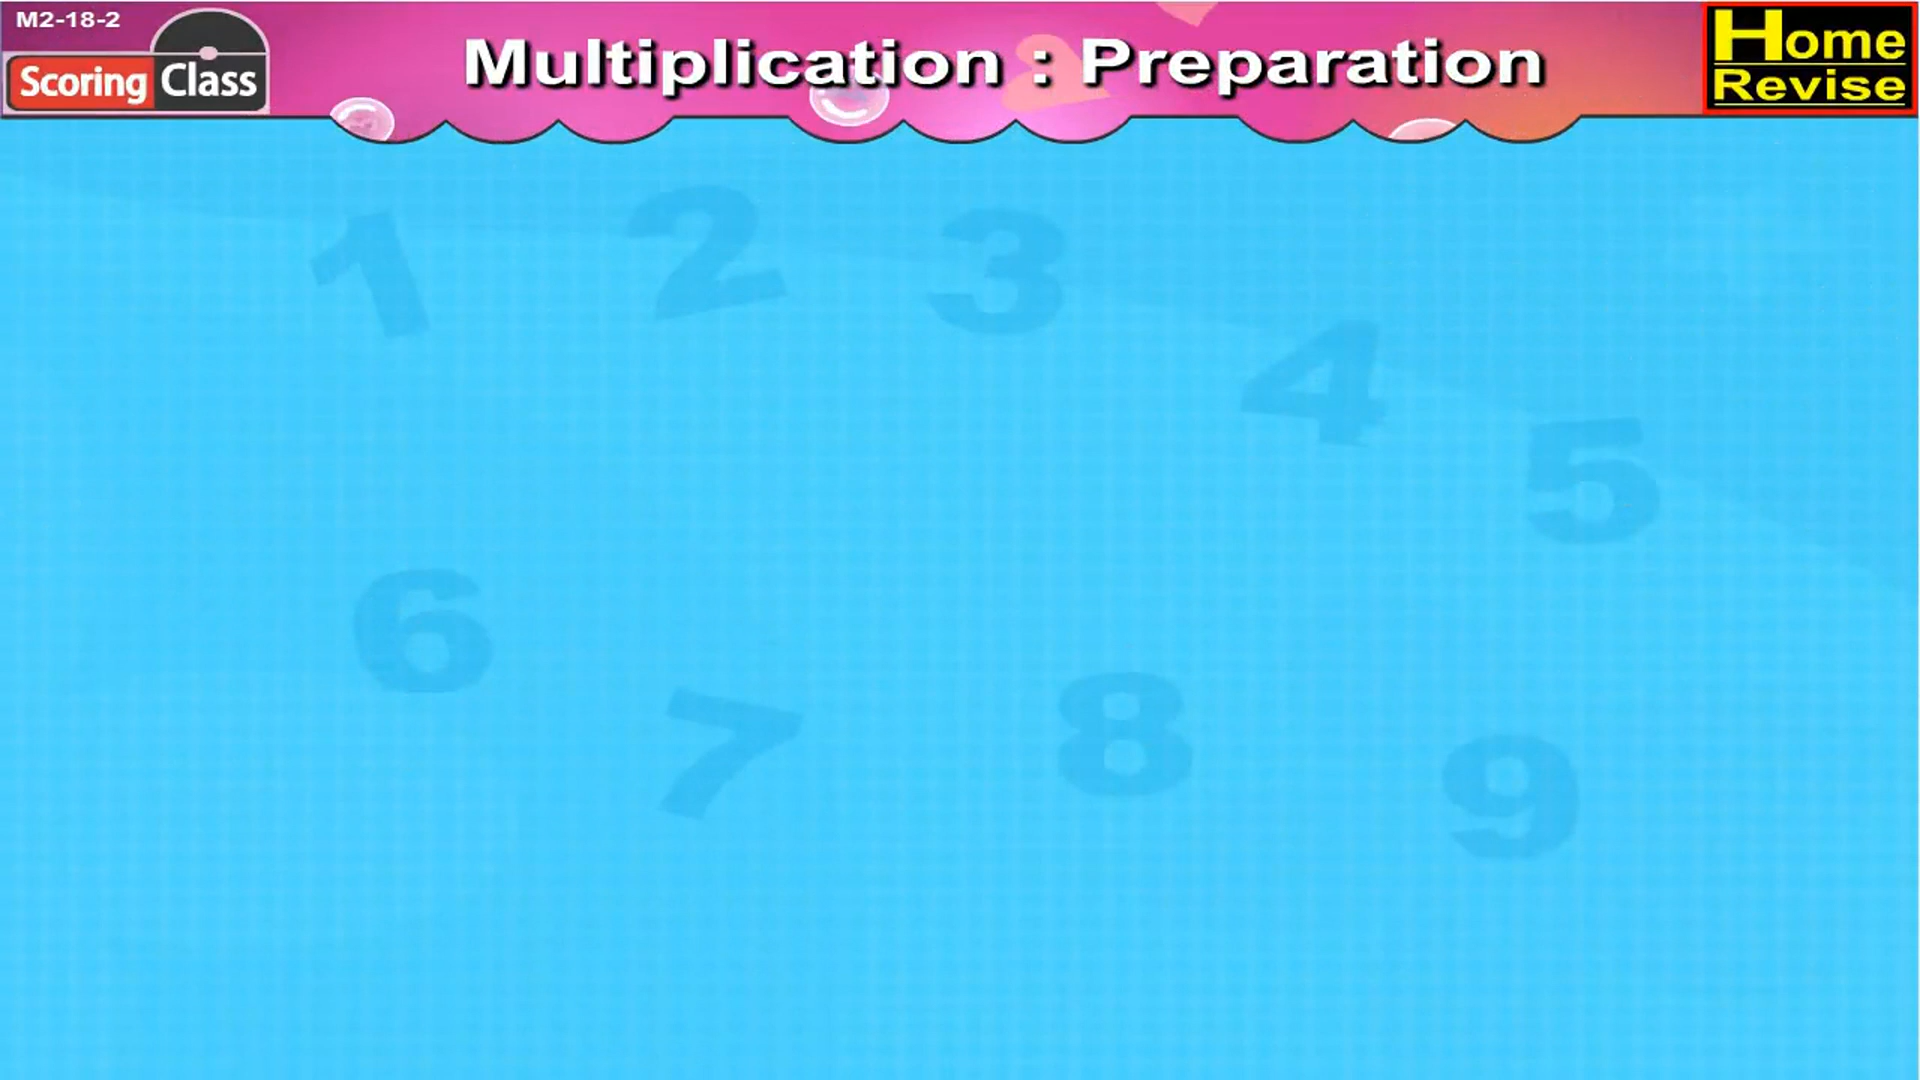 M2-18-2
Scoring Class
Multiplication : Preparation
Home
Revise
1 2 3
4
5
6
7 8
9